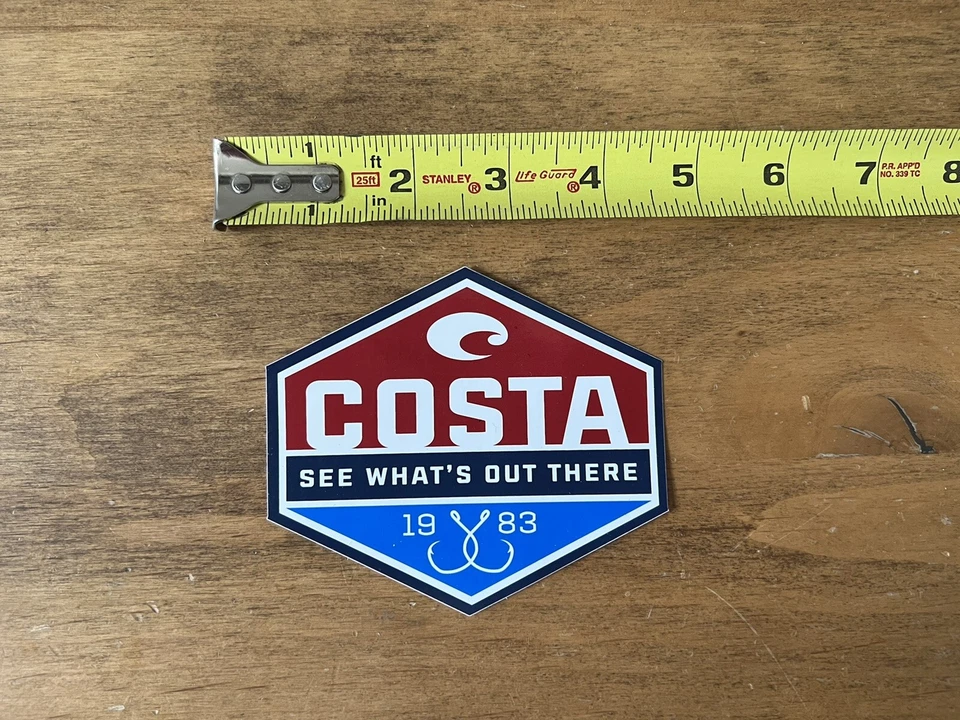 1 ft
25ft 2 STANLEY® 3 Life Guard® 4 5 6 7 P.R. APP'D 8
NO. 339 TC
1 in
COSTA
SEE WHAT'S OUT THERE
19 83